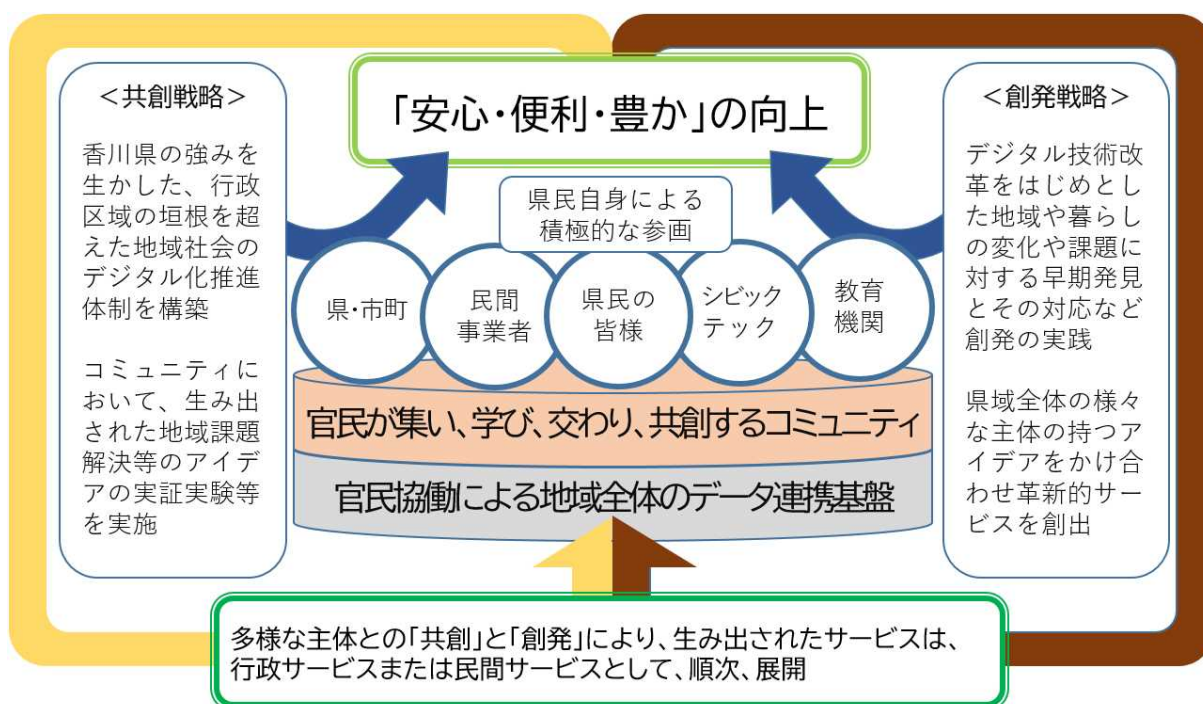 <共創戦略>
香川県の強みを
生かした、行政
区域の垣根を超
えた地域社会の
デジタル化推進
体制を構築
コミュニティに
おいて、生み出
された地域課題
解決等のアイデ
アの実証実験等
を実施
「安心・便利・豊か」の向上
県民自身による
積極的な参画
県・市町
民間
事業者
県民の
皆様
シビック
テック
教育
機関
官民が集い、学び、交わり、共創するコミュニティ
官民協働による地域全体のデータ連携基盤
<創発戦略>
デジタル技術改
革をはじめとし
た地域や暮らし
の変化や課題に
対する早期発見
とその対応など
創発の実践
県域全体の様々
な主体の持つア
イデアをかけ合
わせ革新的サー
ビスを創出
多様な主体との「共創」と「創発」により、生み出されたサービスは、
行政サービスまたは民間サービスとして、順次、展開